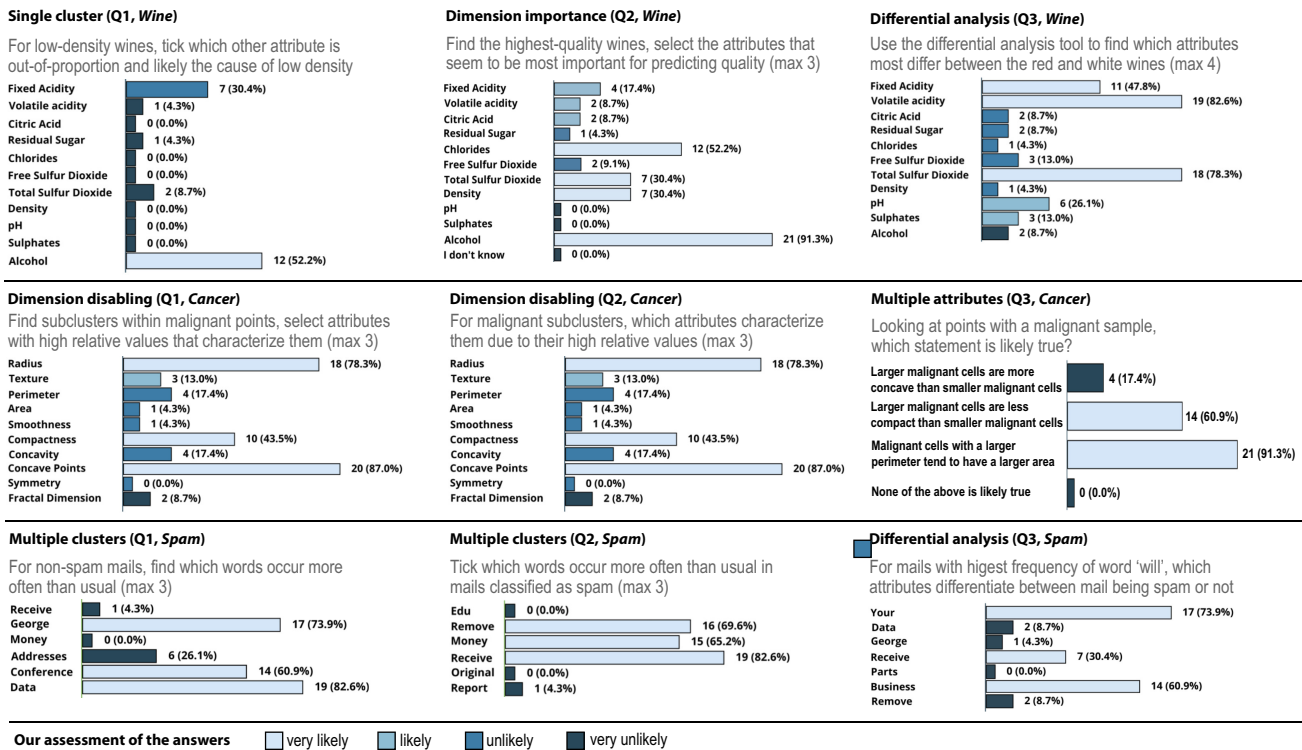 Single cluster (Q1, Wine)
For low-density wines, tick which other attribute is
out-of-proportion and likely the cause of low density
Fixed Acidity 7 (30.4%)
Volatile acidity 1 (4.3%)
Citric Acid 0 (0.0%)
Residual Sugar 1 (4.3%)
Chlorides 0 (0.0%)
Free Sulfur Dioxide 0 (0.0%)
Total Sulfur Dioxide 2 (8.7%)
Density 0 (0.0%)
pH 0 (0.0%)
Sulphates 0 (0.0%)
Alcohol 12 (52.2%)
Dimension importance (Q2, Wine)
Find the highest-quality wines, select the attributes that
seem to be most important for predicting quality (max 3)
Fixed Acidity 4 (17.4%)
Volatile acidity 2 (8.7%)
Citric Acid 2 (8.7%)
Residual Sugar 1 (4.3%)
Chlorides 12 (52.2%)
Free Sulfur Dioxide 2 (9.1%)
Total Sulfur Dioxide 7 (30.4%)
Density 7 (30.4%)
pH 0 (0.0%)
Sulphates 0 (0.0%)
Alcohol 21 (91.3%)
I don't know 0 (0.0%)
Differential analysis (Q3, Wine)
Use the differential analysis tool to find which attributes
most differ between the red and white wines (max 4)
Fixed Acidity 11 (47.8%)
Volatile acidity 19 (82.6%)
Citric Acid 2 (8.7%)
Residual Sugar 2 (8.7%)
Chlorides 1 (4.3%)
Free Sulfur Dioxide 3 (13.0%)
Total Sulfur Dioxide 18 (78.3%)
Density 1 (4.3%)
pH 6 (26.1%)
Sulphates 3 (13.0%)
Alcohol 2 (8.7%)
Dimension disabling (Q1, Cancer)
Find subclusters within malignant points, select attributes
with high relative values that characterize them (max 3)
Radius 18 (78.3%)
Texture 3 (13.0%)
Perimeter 4 (17.4%)
Area 1 (4.3%)
Smoothness 1 (4.3%)
Compactness 10 (43.5%)
Concavity 4 (17.4%)
Concave Points 20 (87.0%)
Symmetry 0 (0.0%)
Fractal Dimension 2 (8.7%)
Dimension disabling (Q2, Cancer)
For malignant subclusters, which attributes characterize
them due to their high relative values (max 3)
Radius 18 (78.3%)
Texture 3 (13.0%)
Perimeter 4 (17.4%)
Area 1 (4.3%)
Smoothness 1 (4.3%)
Compactness 10 (43.5%)
Concavity 4 (17.4%)
Concave Points 20 (87.0%)
Symmetry 0 (0.0%)
Fractal Dimension 2 (8.7%)
Multiple attributes (Q3, Cancer)
Looking at points with a malignant sample,
which statement is likely true?
Larger malignant cells are more
concave than smaller malignant cells 4 (17.4%)
Larger malignant cells are less
compact than smaller malignant cells 14 (60.9%)
Malignant cells with a larger
perimeter tend to have a larger area 21 (91.3%)
None of the above is likely true 0 (0.0%)
Multiple clusters (Q1, Spam)
For non-spam mails, find which words occur more
often than usual (max 3)
Receive 1 (4.3%)
George 17 (73.9%)
Money 0 (0.0%)
Addresses 6 (26.1%)
Conference 14 (60.9%)
Data 19 (82.6%)
Multiple clusters (Q2, Spam)
Tick which words occur more often than usual in
mails classified as spam (max 3)
Edu 0 (0.0%)
Remove 16 (69.6%)
Money 15 (65.2%)
Receive 19 (82.6%)
Original 0 (0.0%)
Report 1 (4.3%)
Differential analysis (Q3, Spam)
For mails with higest frequency of word ‘will’, which
attributes differentiate between mail being spam or not
Your 17 (73.9%)
Data 2 (8.7%)
George 1 (4.3%)
Receive 7 (30.4%)
Parts 0 (0.0%)
Business 14 (60.9%)
Remove 2 (8.7%)
Our assessment of the answers very likely likely unlikely very unlikely